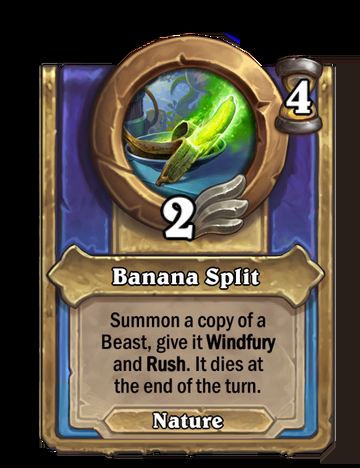 4
2
Banana Split
Summon a copy of a
Beast, give it Windfury
and Rush. It dies at
the end of the turn.
Nature